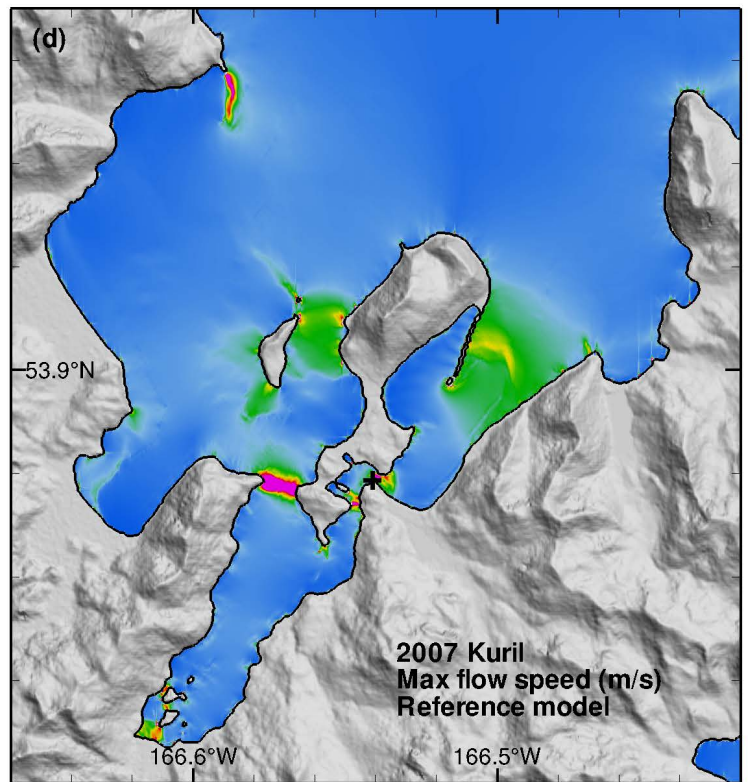 (d)
53.9°N
2007 Kuril
Max flow speed (m/s)
Reference model
166.6°W
166.5°W